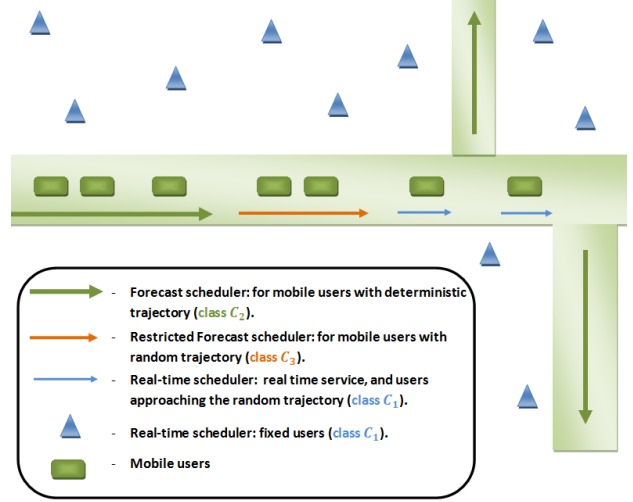 - Forecast scheduler: for mobile users with deterministic
trajectory (class C₂).
- Restricted Forecast scheduler: for mobile users with
random trajectory (class C₃).
- Real-time scheduler: real time service, and users
approaching the random trajectory (class C₁).
- Real-time scheduler: fixed users (class C₁).
- Mobile users